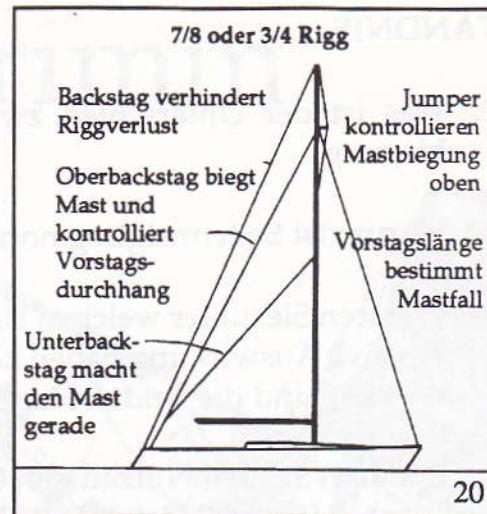 7/8 oder 3/4 Rigg
Backstag verhindert
Riggverlust
Oberbackstag biegt
Mast und
kontrolliert
Vorstags-
durchhang
Unterback-
stag macht
den Mast
gerade
Jumper
kontrollieren
Mastbiegung
oben
Vorstagslänge
bestimmt
Mastfall
20